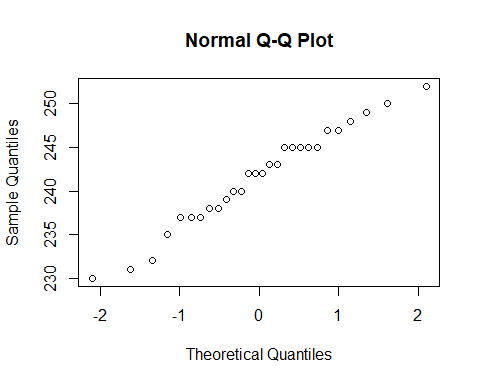 Normal Q-Q Plot
Sample Quantiles
250
245
240
235
230
-2 -1 0 1 2
Theoretical Quantiles